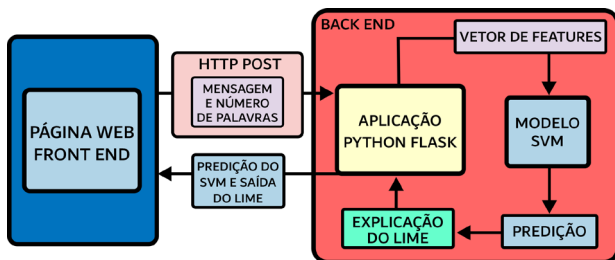 PÁGINA WEB
FRONT END
HTTP POST
MENSAGEM
E NÚMERO
DE PALAVRAS
PREDIÇÃO DO
SVM E SAÍDA
DO LIME
BACK END
APLICAÇÃO
PYTHON FLASK
VETOR DE FEATURES
MODELO
SVM
PREDIÇÃO
EXPLICAÇÃO
DO LIME